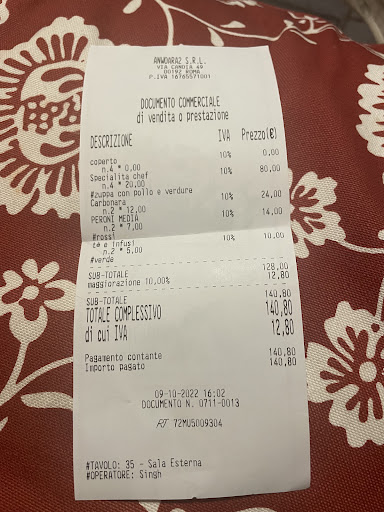 ANWDARA2 S.R.L.
VIA CANDIA 49
00192 ROMA
P.IVA 16765571001
DOCUMENTO COMMERCIALE
di vendita o prestazione
DESCRIZIONE IVA Prezzo(€)
coperto 10% 0,00
n.4 * 0,00
Specialita chef 10% 80,00
n.4 * 20,00
#zuppa con pollo e verdure
Carbonara 10% 24,00
n.2 * 12,00
PERONI MEDIA 10% 14,00
n.2 * 7,00
#rossi
te o infusi 10% 10,00
n.2 * 5,00
#verde
SUB-TOTALE 128,00
maggiorazione 10,00% 12,80
SUB-TOTALE 140,80
TOTALE COMPLESSIVO 140,80
di cui IVA 12,80
Pagamento contante 140,80
Importo pagato 140,80
09-10-2022 16:02
DOCUMENTO N. 0711-0013
RT 72MU5009304
#TAVOLO: 35 - Sala Esterna
#OPERATORE: Singh